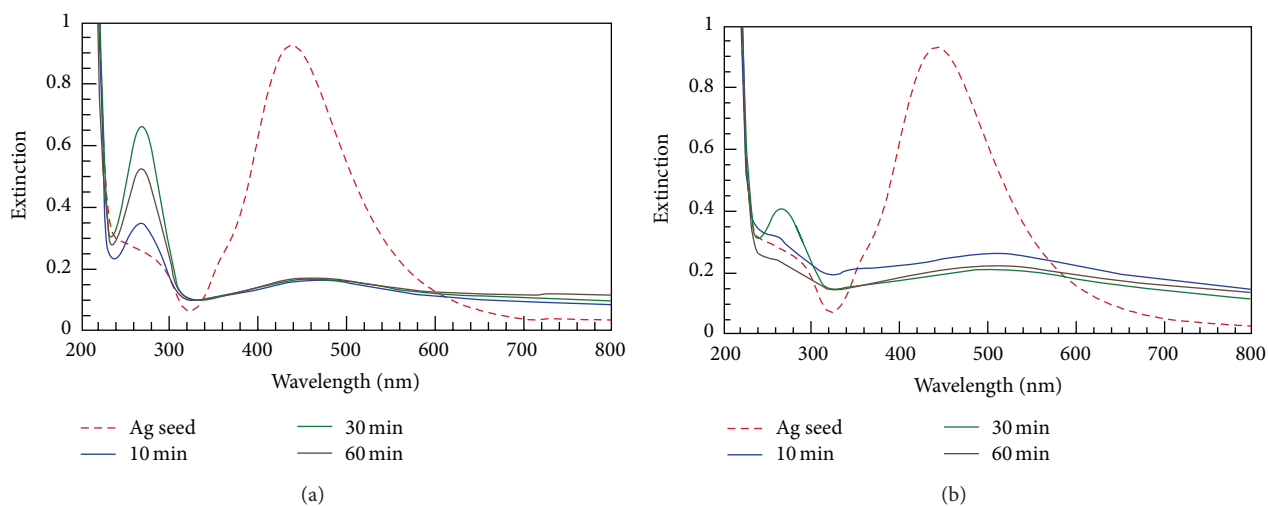 1
0.8
0.6
0.4
0.2
0
Extinction
200 300 400 500 600 700 800
Wavelength (nm)
Ag seed
10 min
30 min
60 min
(a)
1
0.8
0.6
0.4
0.2
0
Extinction
200 300 400 500 600 700 800
Wavelength (nm)
Ag seed
10 min
30 min
60 min
(b)